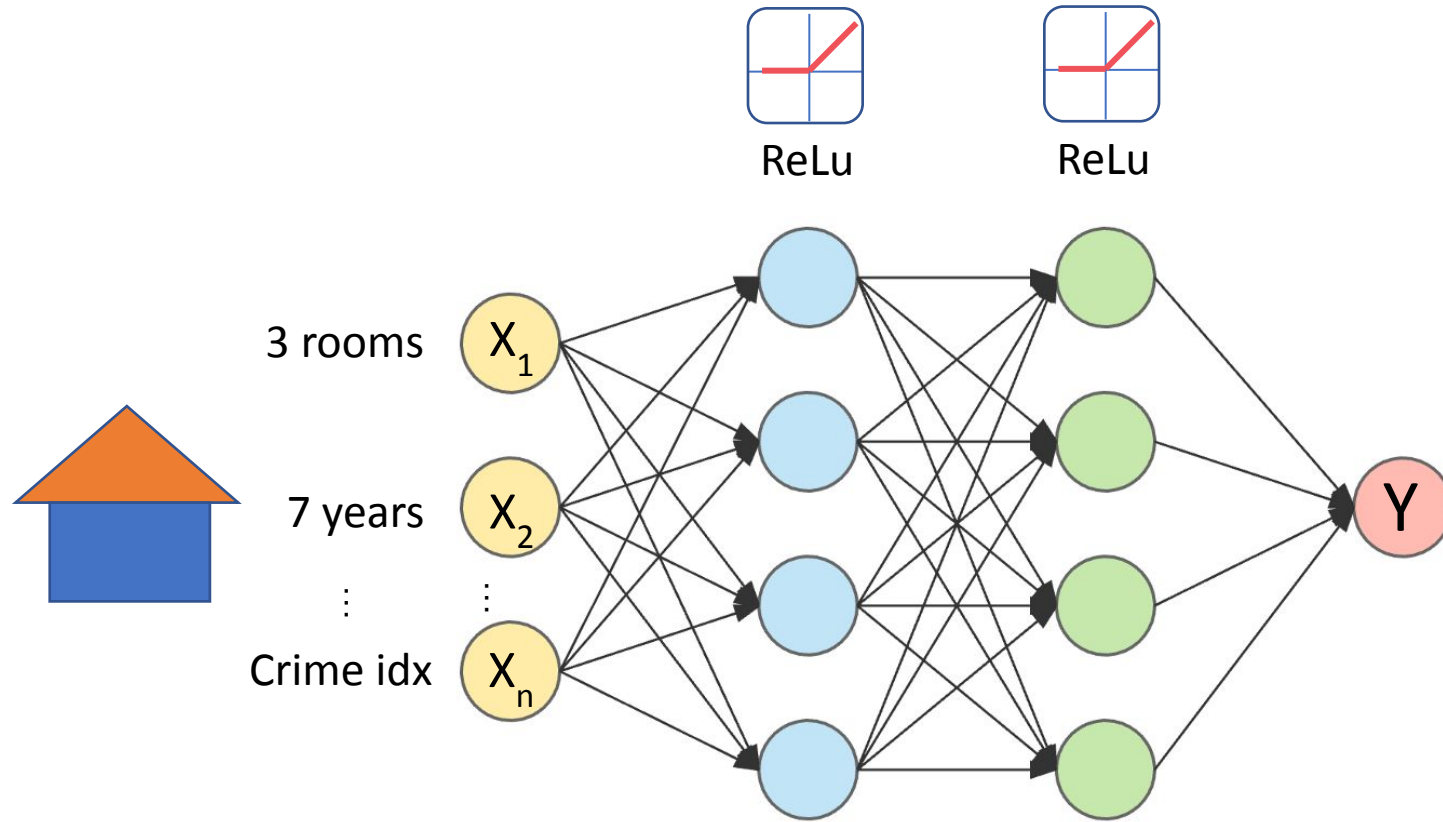 ReLu
ReLu
3 rooms
X1
7 years
X2
⋮
⋮
Crime idx
Xn
Y